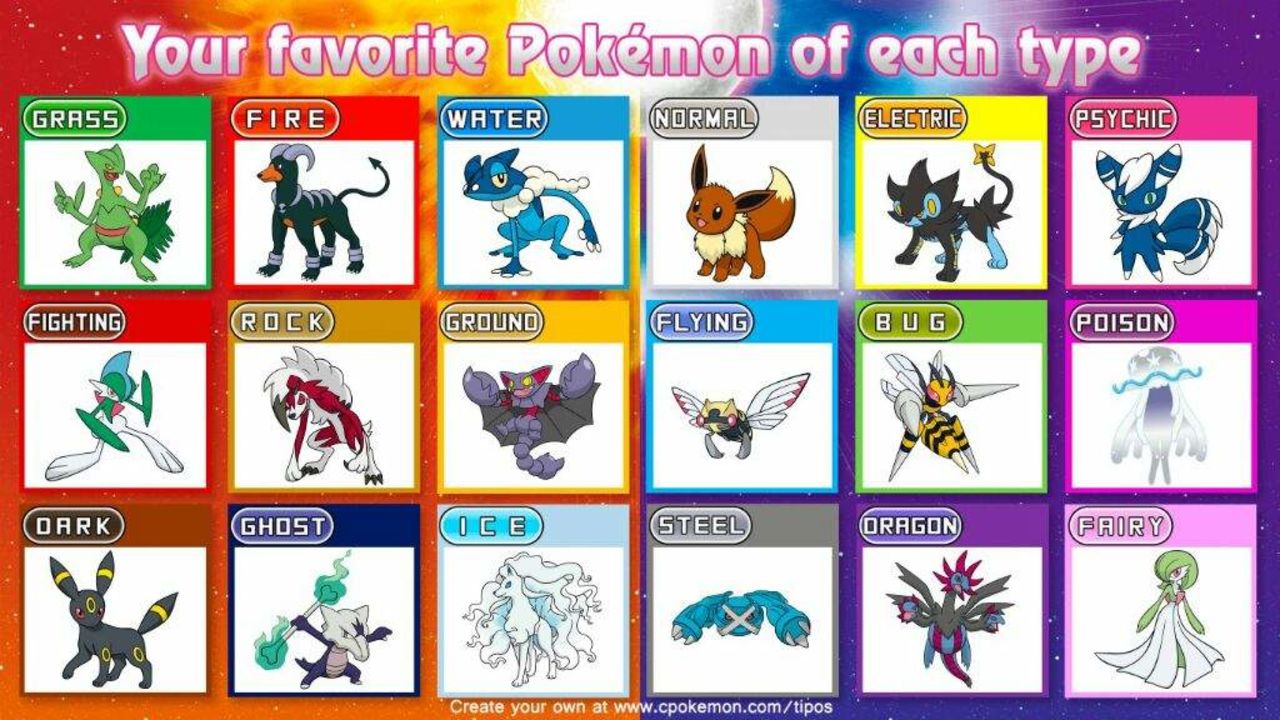 Your favorite Pokémon of each type
GRASS
FIRE
WATER
NORMAL
ELECTRIC
PSYCHIC
FIGHTING
ROCK
GROUND
FLYING
BUG
POISON
DARK
GHOST
ICE
STEEL
DRAGON
FAIRY
Create your own at www.cpokemon.com/tipos